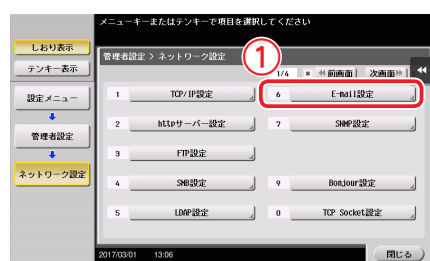 メニューキーまたはテンキーで項目を選択してください
しおり表示
テンキー表示
設定メニュー
管理者設定
ネットワーク設定
管理者設定 > ネットワーク設定
1
1/4 * 前画面 次画面
1 TCP/IP設定
6 E-mail設定
2 httpサーバー設定
7 SNMP設定
3 FTP設定
4 SMB設定
9 Bonjour設定
5 LDAP設定
0 TCP Socket設定
2017/03/01 13:06
閉じる